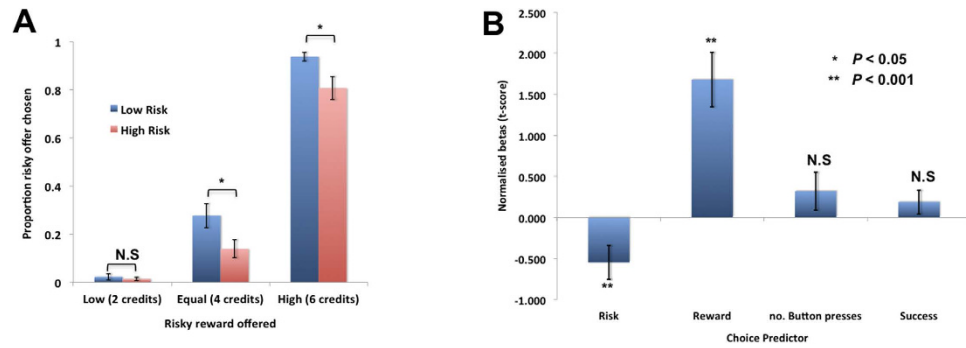 A
Proportion risky offer chosen
1
0.8
0.6
0.4
0.2
0
Low Risk
High Risk
N.S
*
*
Low (2 credits) Equal (4 credits) High (6 credits)
Risky reward offered
B
Normalised betas (t-score)
2.500
2.000
1.500
1.000
0.500
0.000
-0.500
-1.000
* P < 0.05
** P < 0.001
**
**
N.S
N.S
Risk Reward no. Button presses Success
Choice Predictor